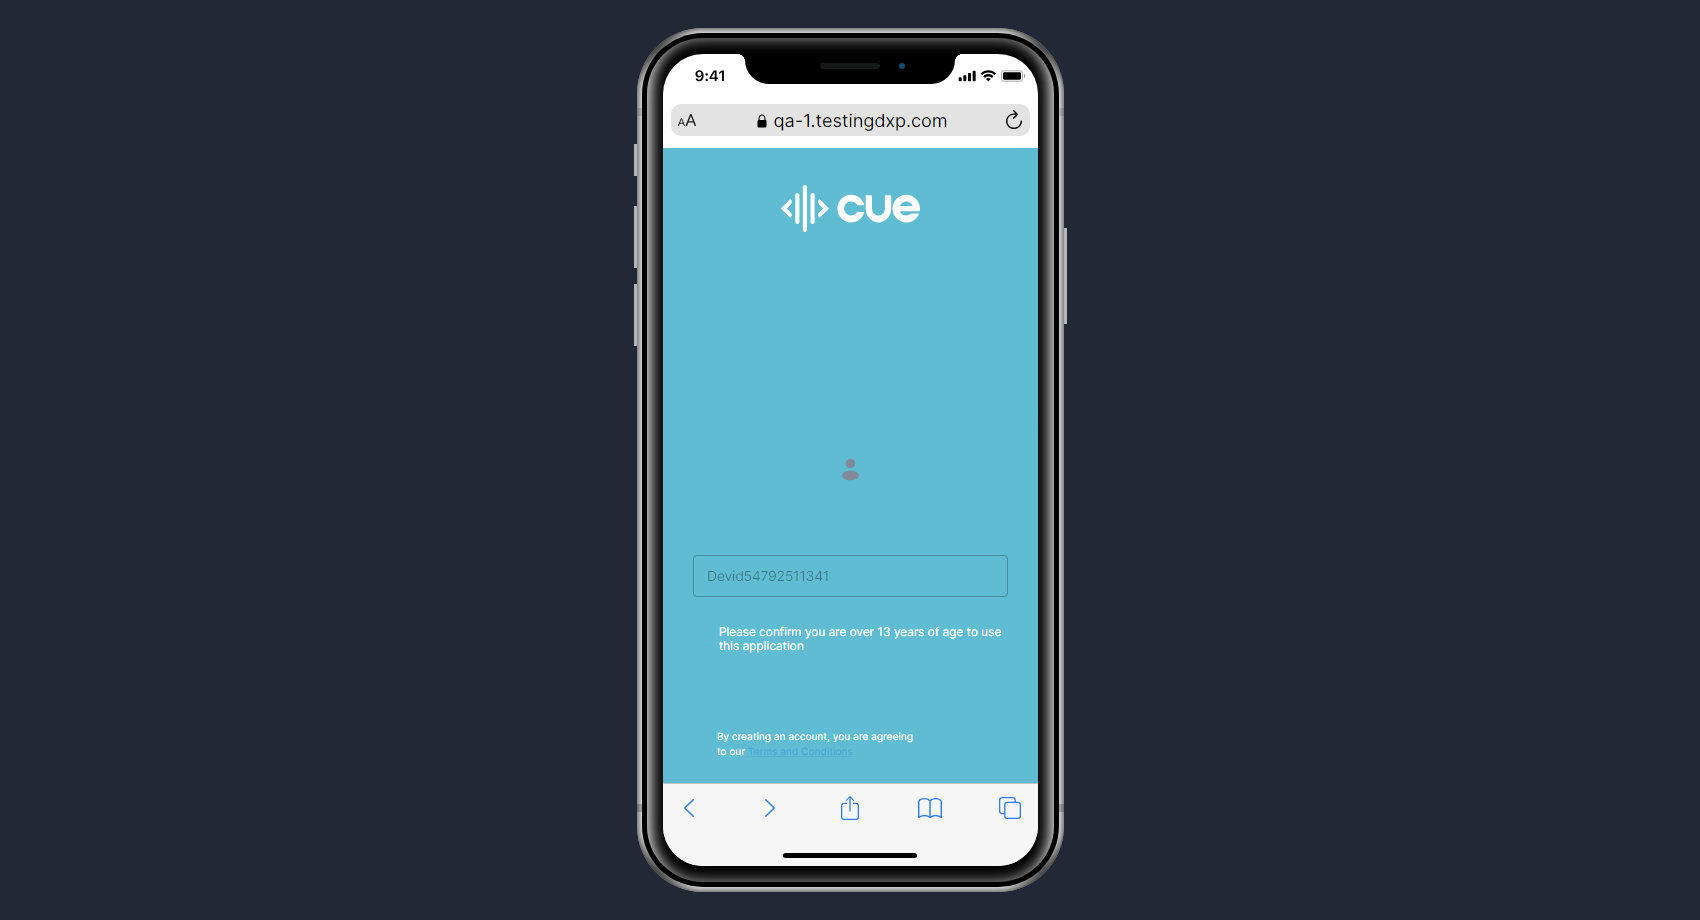 9:41
AA qa-1.testingdxp.com
cue
Devid54792511341
Please confirm you are over 13 years of age to use
this application
By creating an account, you are agreeing
to our Terms and Conditions